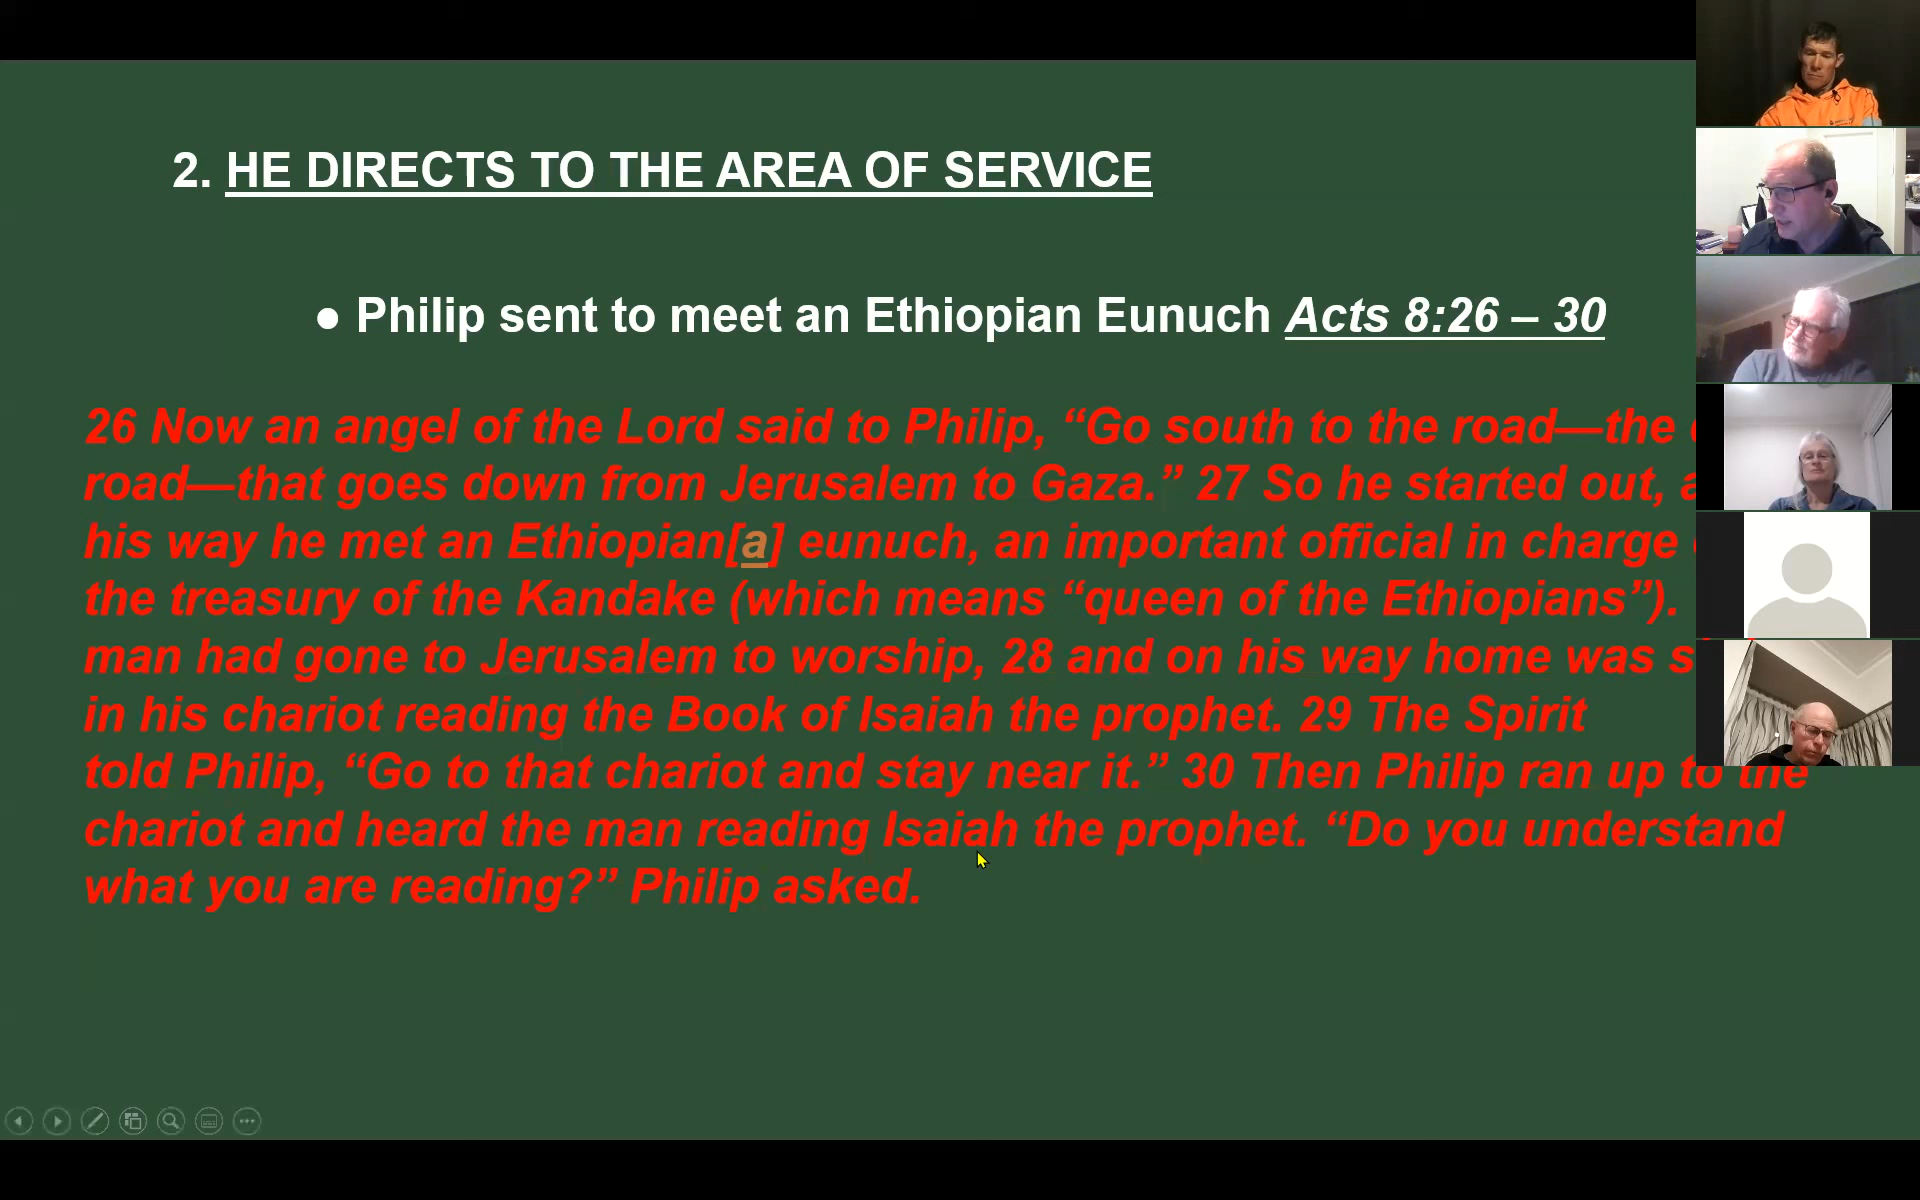 2. HE DIRECTS TO THE AREA OF SERVICE
● Philip sent to meet an Ethiopian Eunuch Acts 8:26 – 30
26 Now an angel of the Lord said to Philip, “Go south to the road—the
road—that goes down from Jerusalem to Gaza.” 27 So he started out,
his way he met an Ethiopian[a] eunuch, an important official in charge
the treasury of the Kandake (which means “queen of the Ethiopians”).
man had gone to Jerusalem to worship, 28 and on his way home was
in his chariot reading the Book of Isaiah the prophet. 29 The Spirit
told Philip, “Go to that chariot and stay near it.” 30 Then Philip ran up to the
chariot and heard the man reading Isaiah the prophet. “Do you understand
what you are reading?” Philip asked.